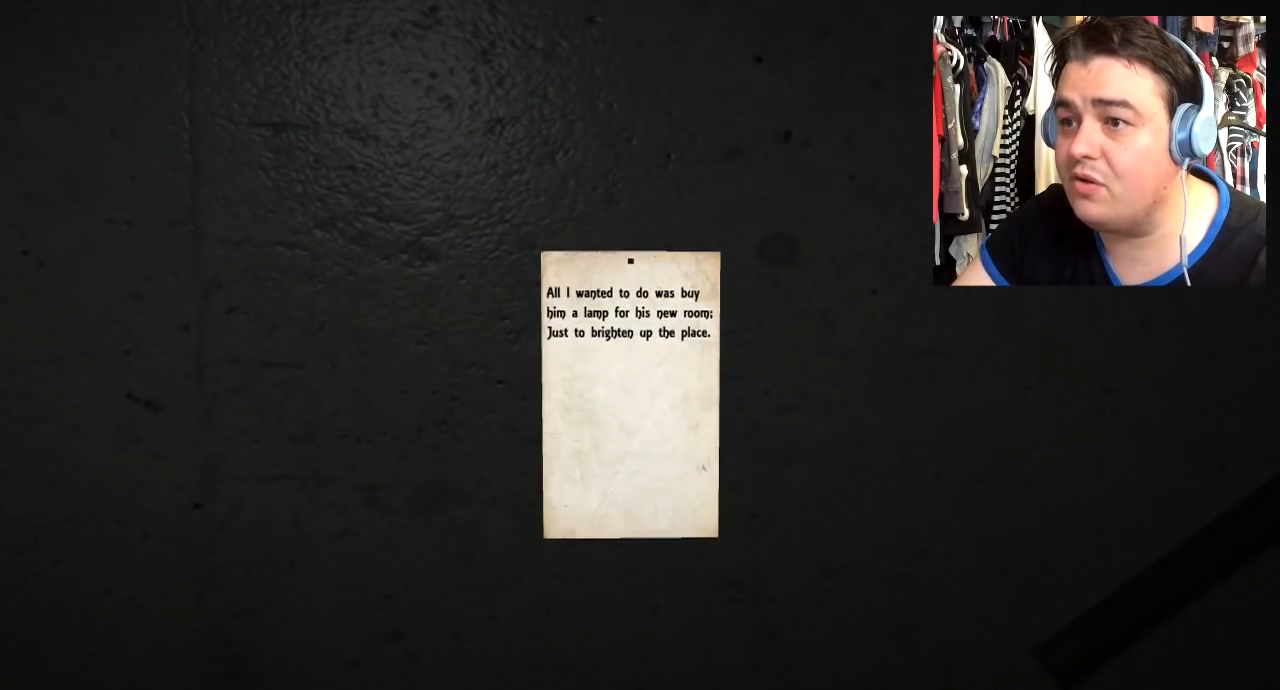 All I wanted to do was buy
him a lamp for his new room;
Just to brighten up the place.